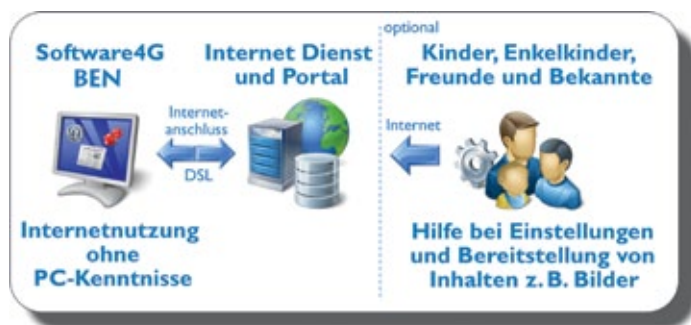 Software4G
BEN
Internet-
anschluss
DSL
Internetnutzung
ohne
PC-Kenntnisse
Internet Dienst
und Portal
optional
Kinder, Enkelkinder,
Freunde und Bekannte
Internet
Hilfe bei Einstellungen
und Bereitstellung von
Inhalten z. B. Bilder